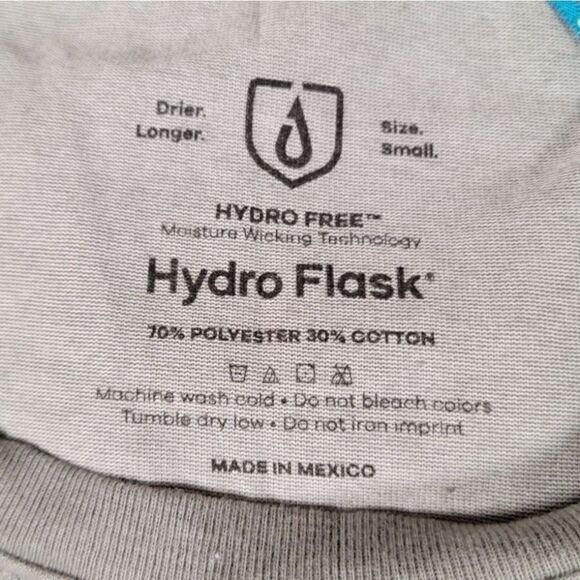 Drier.
Longer.
Size.
Small.
HYDRO FREE™
Moisture Wicking Technology
Hydro Flask®
70% POLYESTER 30% COTTON
Machine wash cold • Do not bleach colors
Tumble dry low • Do not iron imprint
MADE IN MEXICO